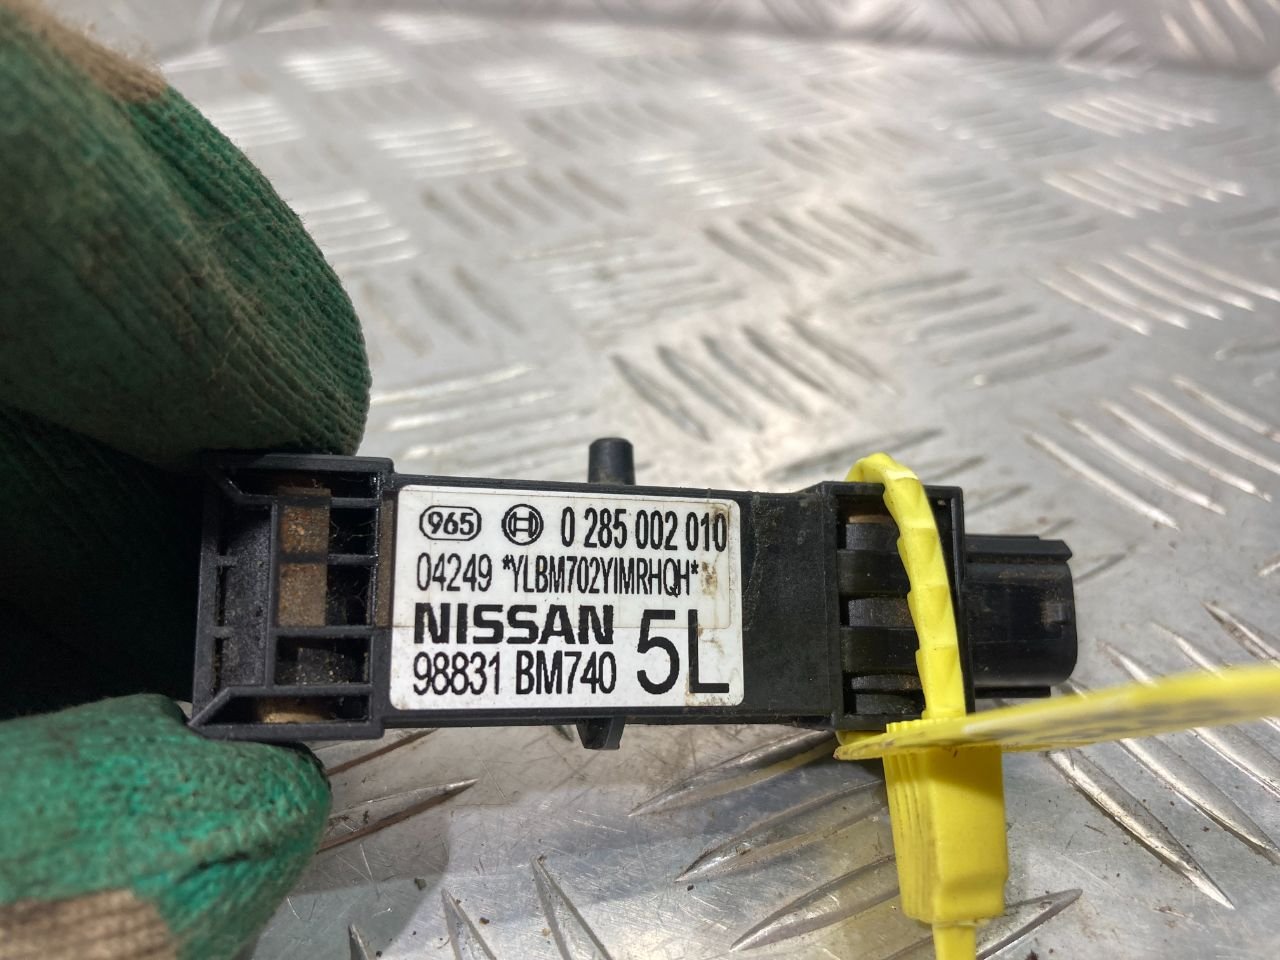 965 0 285 002 010
04249 *YLBM702YIMRHQH*
NISSAN 5L
98831 BM740